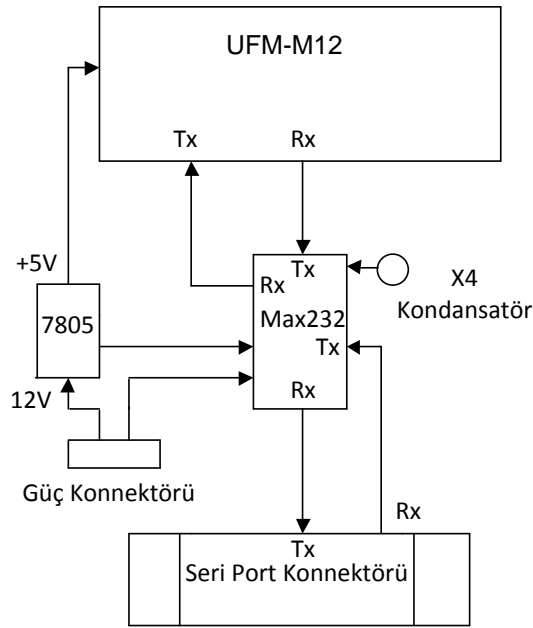 UFM-M12
Tx
Rx
+5V
Tx
Rx
X4
Kondansatör
7805
Max232
Tx
12V
Rx
Güç Konnektörü
Rx
Tx
Seri Port Konnektörü